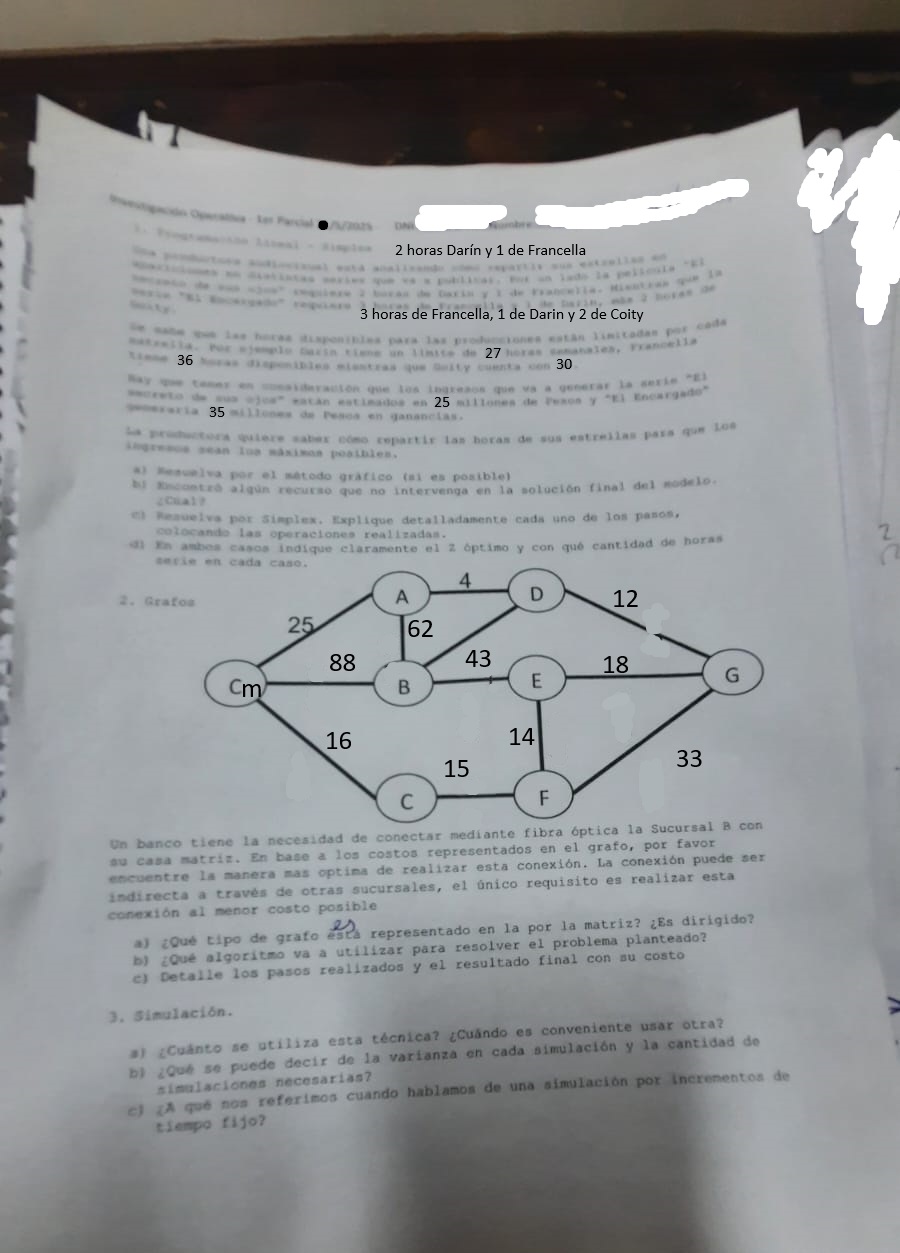 Investigación Operativa - 1er Parcial /5/2025 DNI Nombre
1. Programación Lineal - Simplex
2 horas Darín y 1 de Francella
Una productora audiovisual está analizando cómo repartir sus estrellas en
apariciones en distintas series que va a publicar. Por un lado la película "El
secreto de sus ojos" requiere 2 horas de Darín y 1 de Francella. Mientras que la
serie "El Encargado" requiere 3 horas de Francella y 1 de Darín, más 2 horas de
Goity.
3 horas de Francella, 1 de Darin y 2 de Coity
Se sabe que las horas disponibles para las producciones están limitadas por cada
estrella. Por ejemplo Darín tiene un límite de 27 horas semanales, Francella
tiene 36 horas disponibles mientras que Goity cuenta con 30
Hay que tener en consideración que los ingresos que va a generar la serie "El
secreto de sus ojos" están estimados en 25 millones de Pesos y "El Encargado"
generaría 35 millones de Pesos en ganancias.
La productora quiere saber cómo repartir las horas de sus estrellas para que los
ingresos sean los máximos posibles.
a) Resuelva por el método gráfico (si es posible)
b) Encontró algún recurso que no intervenga en la solución final del modelo.
¿Cuál?
c) Resuelva por Simplex. Explique detalladamente cada uno de los pasos,
colocando las operaciones realizadas.
d) En ambos casos indique claramente el Z óptimo y con qué cantidad de horas
serie en cada caso.
2. Grafos
A 4 D 12
25 62
88 43 18
Cm B E G
16 14 33
15
C F
Un banco tiene la necesidad de conectar mediante fibra óptica la Sucursal B con
su casa matriz. En base a los costos representados en el grafo, por favor
encuentre la manera mas optima de realizar esta conexión. La conexión puede ser
indirecta a través de otras sucursales, el único requisito es realizar esta
conexión al menor costo posible
es
a) ¿Qué tipo de grafo está representado en la por la matriz? ¿Es dirigido?
b) ¿Qué algoritmo va a utilizar para resolver el problema planteado?
c) Detalle los pasos realizados y el resultado final con su costo
3. Simulación.
a) ¿Cuánto se utiliza esta técnica? ¿Cuándo es conveniente usar otra?
b) ¿Qué se puede decir de la varianza en cada simulación y la cantidad de
simulaciones necesarias?
c) ¿A qué nos referimos cuando hablamos de una simulación por incrementos de
tiempo fijo?